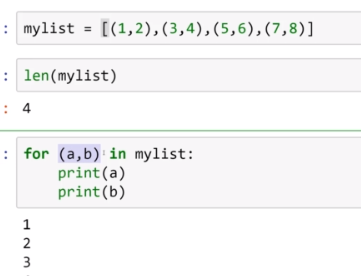 : mylist = [(1,2),(3,4),(5,6),(7,8)]
: len(mylist)
: 4
: for (a,b) in mylist:
print(a)
print(b)
1
2
3